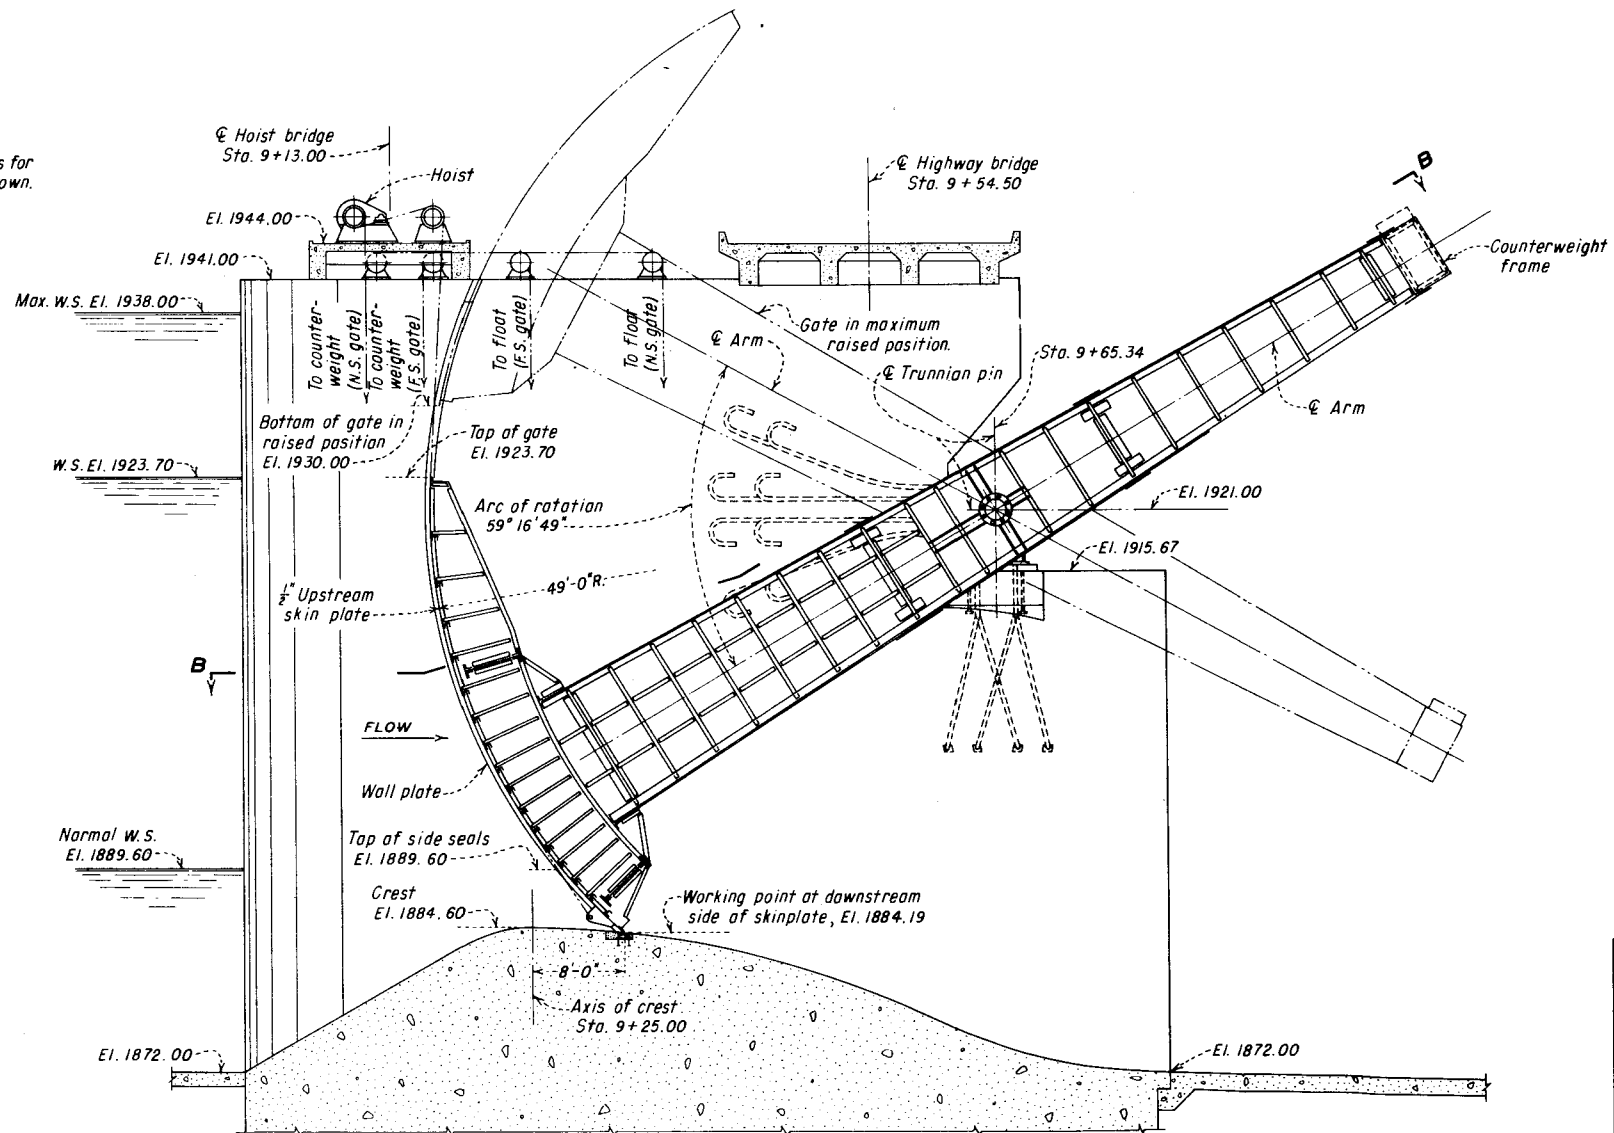 s for
own.
℄ Hoist bridge
Sta. 9+13.00
Hoist
El. 1944.00
El. 1941.00
Max. W.S. El. 1938.00
℄ Highway bridge
Sta. 9+54.50
B
Counterweight
frame
To counter-
weight
(N.S. gate)
To counter-
weight
(F.S. gate)
To float
(F.S. gate)
To float
(N.S. gate)
Gate in maximum
raised position.
℄ Arm
Sta. 9+65.34
℄ Trunnion pin
℄ Arm
Bottom of gate in
raised position
El. 1930.00
Top of gate
El. 1923.70
W.S. El. 1923.70
El. 1921.00
Arc of rotation
59° 16' 49"
El. 1915.67
49'-0"R.
1/2" Upstream
skin plate
B
FLOW
Wall plate
Normal W.S.
El. 1889.60
Top of side seals
El. 1889.60
Crest
El. 1884.60
Working point at downstream
side of skinplate, El. 1884.19
8'-0"
Axis of crest
Sta. 9+25.00
El. 1872.00
El. 1872.00